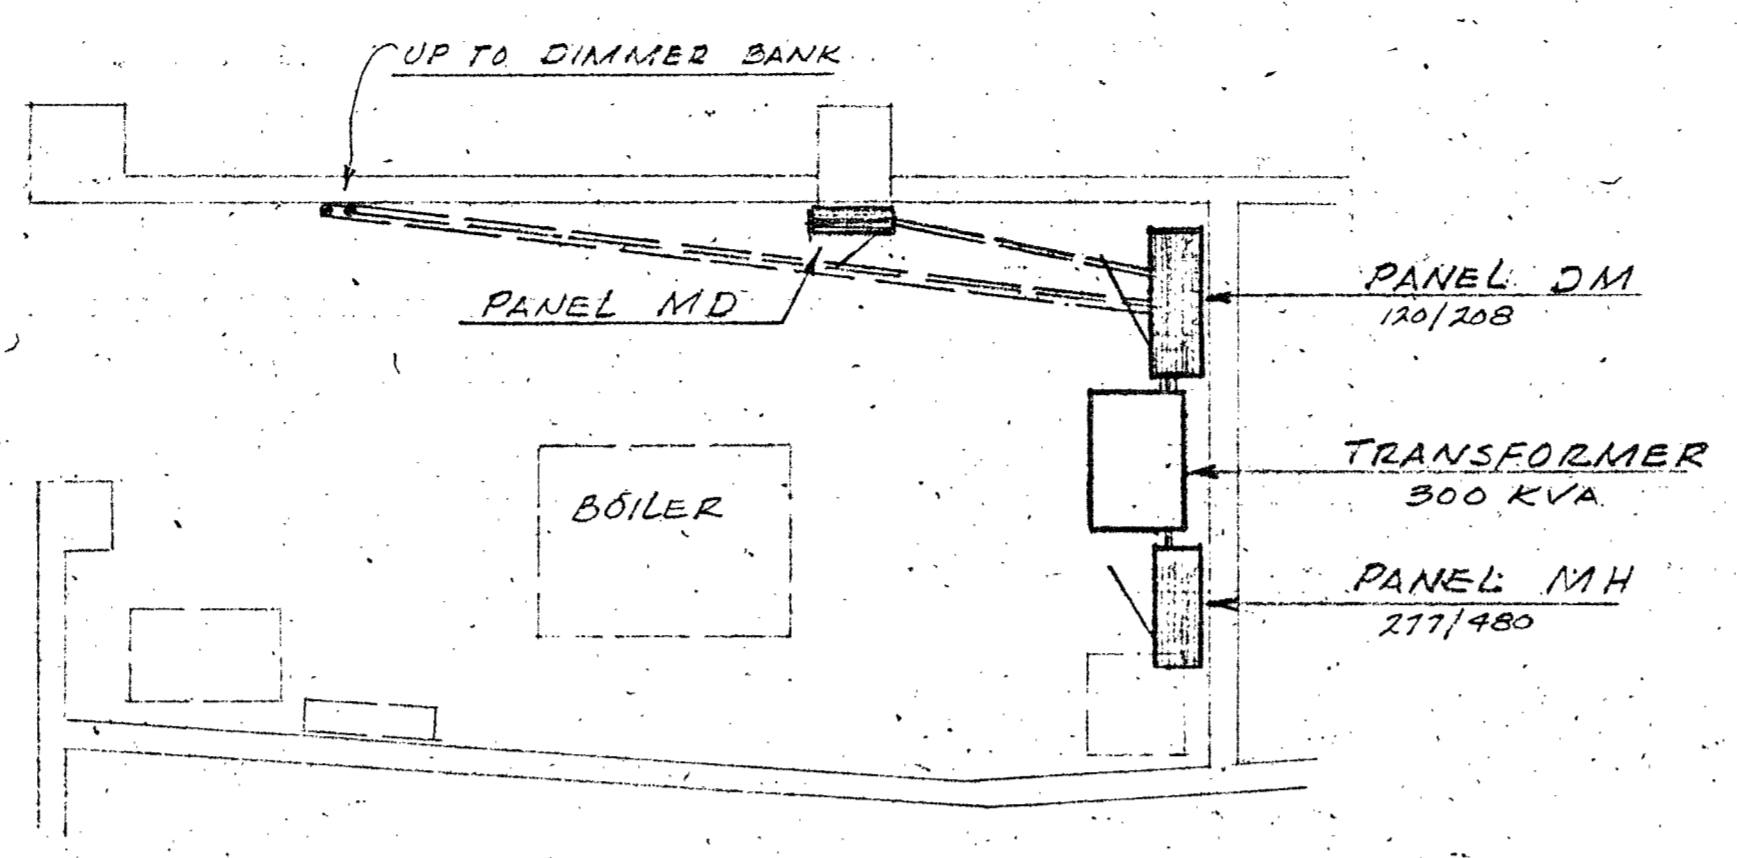 UP TO DIMMER BANK
PANEL MD
PANEL DM
120/208
BOILER
TRANSFORMER
300 KVA
PANEL MH
277/480